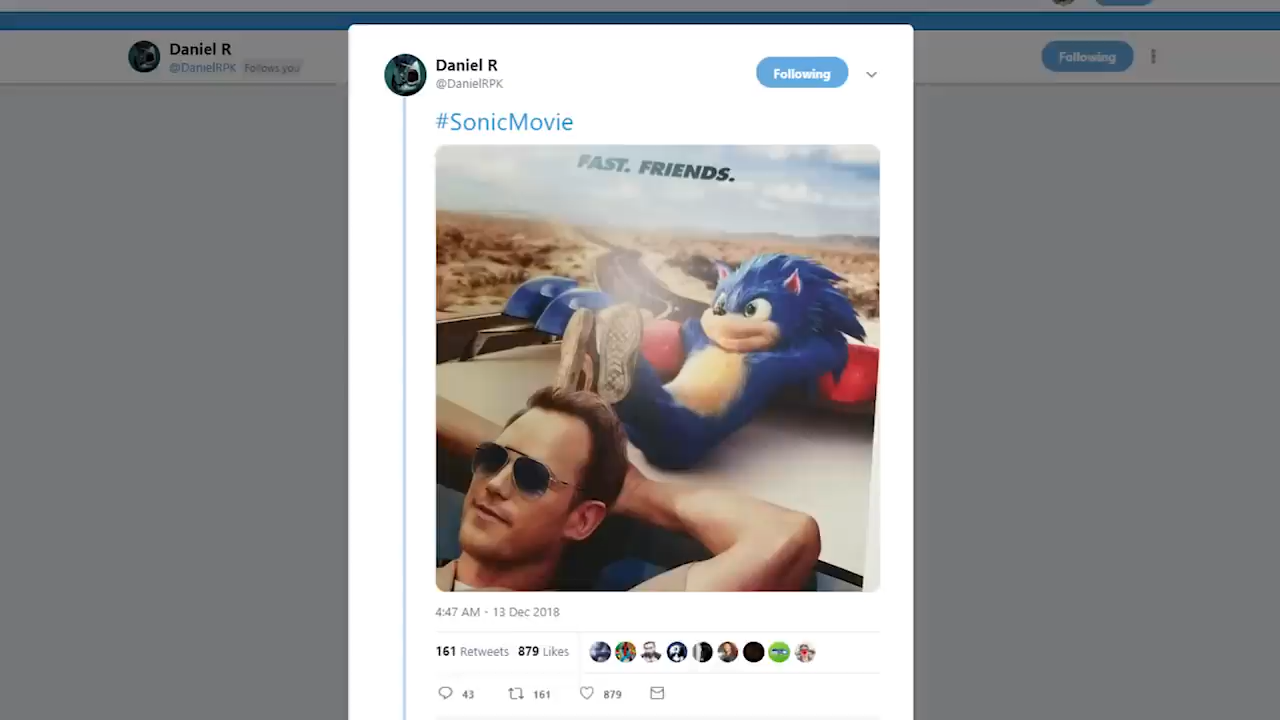 Daniel R
@DanielRPK Follows you
Following
Daniel R
@DanielRPK
Following
#SonicMovie
FAST. FRIENDS.
4:47 AM - 13 Dec 2018
161 Retweets 879 Likes
43 161 879